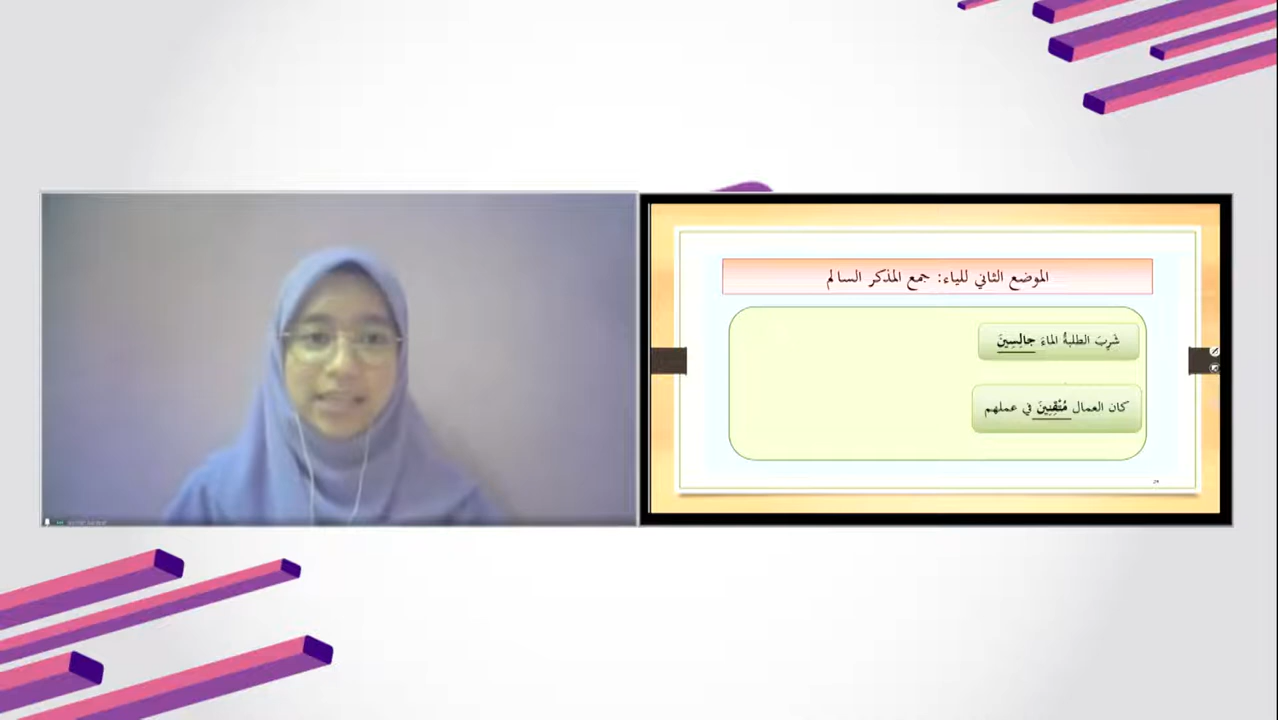 الموضع الثاني للياء: جمع المذكر السالم
شَرِبَ الطلبةُ الماءَ جالِسِينَ
كان العمال مُتْقِنِينَ في عملهم